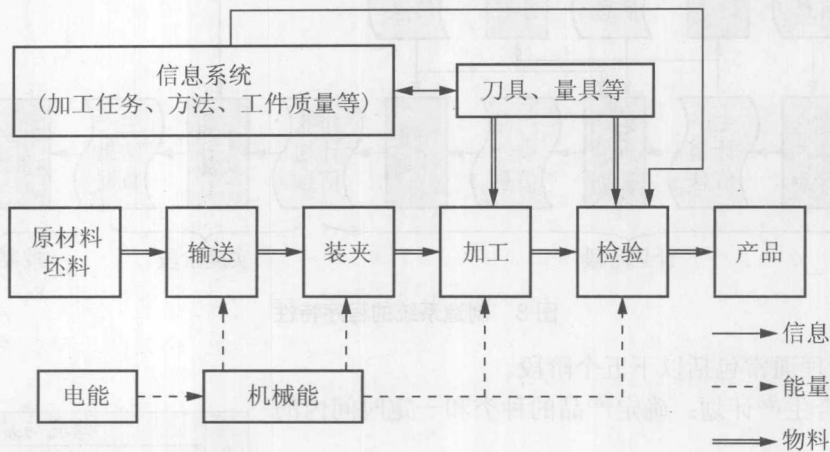 信息系统
(加工任务、方法、工件质量等)
刀具、量具等
原材料
坯料
输送
装夹
加工
检验
产品
电能
机械能
信息
能量
物料